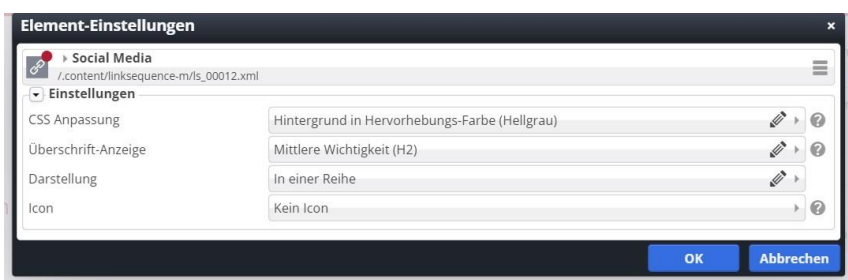 Element-Einstellungen
Social Media
/.content/linksequence-m/ls_00012.xml
Einstellungen
CSS Anpassung Hintergrund in Hervorhebungs-Farbe (Hellgrau)
Überschrift-Anzeige Mittlere Wichtigkeit (H2)
Darstellung In einer Reihe
Icon Kein Icon
OK Abbrechen